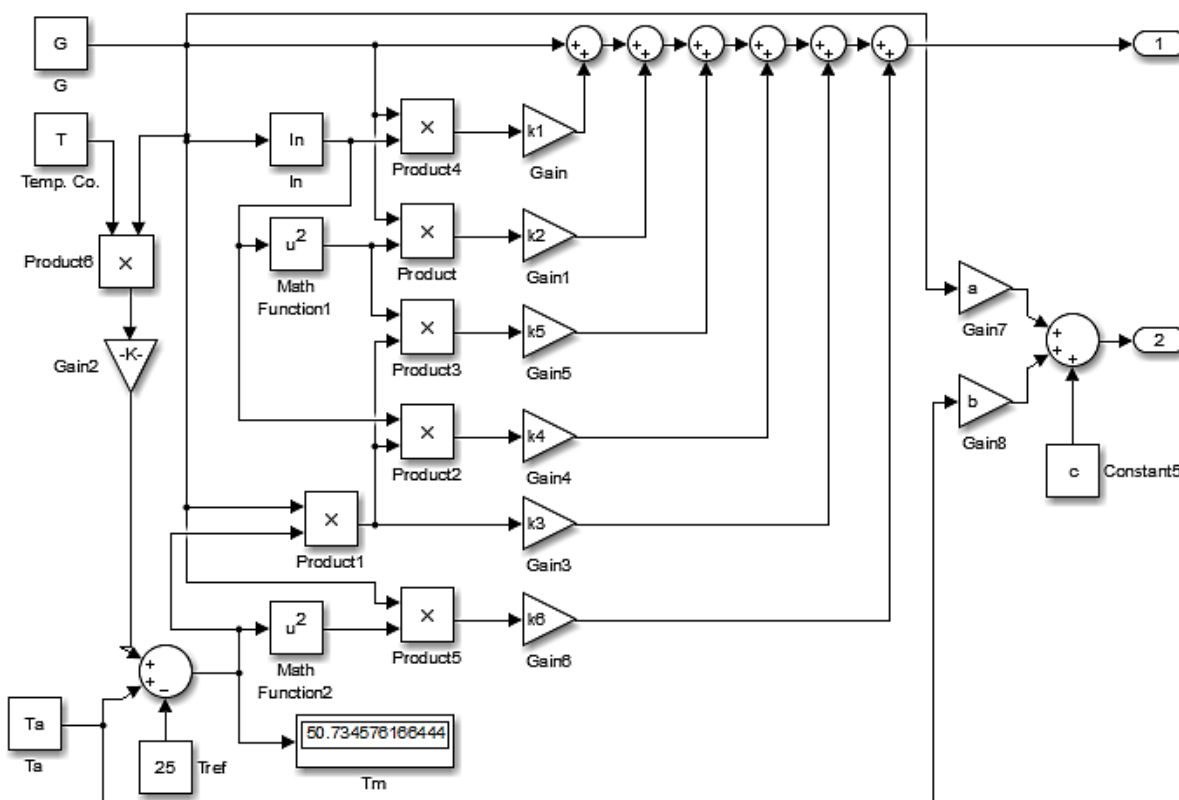 G
G
+
+
+
+
+
+
+
+
+
+
+
+
1
T
Temp. Co.
ln
ln
×
Product4
k1
Gain
u2
Math
Function1
×
Product
k2
Gain1
Product6
×
×
Product3
k5
Gain5
a
Gain7
+
+
+
2
-K-
Gain2
×
Product2
k4
Gain4
b
Gain8
c
Constant5
×
Product1
k3
Gain3
u2
Math
Function2
×
Product5
k6
Gain6
+
+
−
Ta
Ta
25
Tref
50.734576166444
Tm